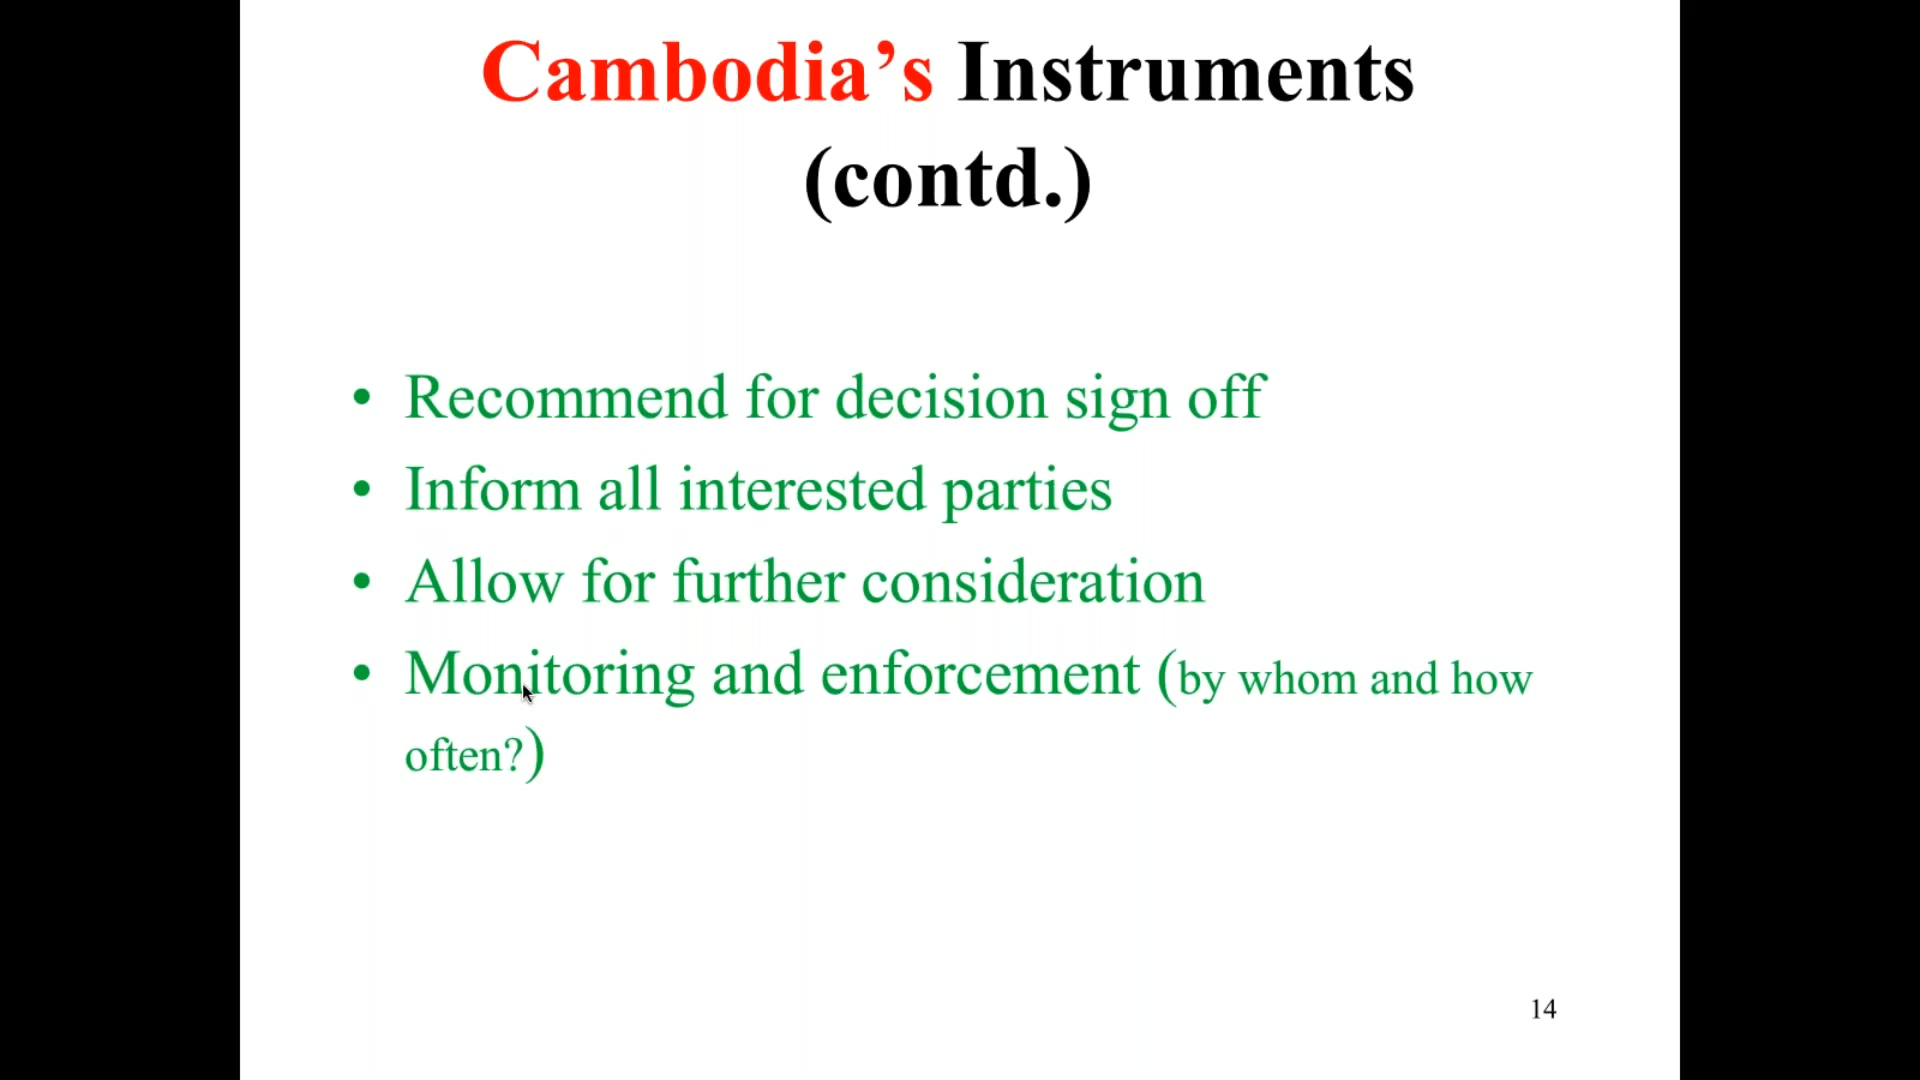 Cambodia’s Instruments
(contd.)
• Recommend for decision sign off
• Inform all interested parties
• Allow for further consideration
• Monitoring and enforcement (by whom and how
often?)
14